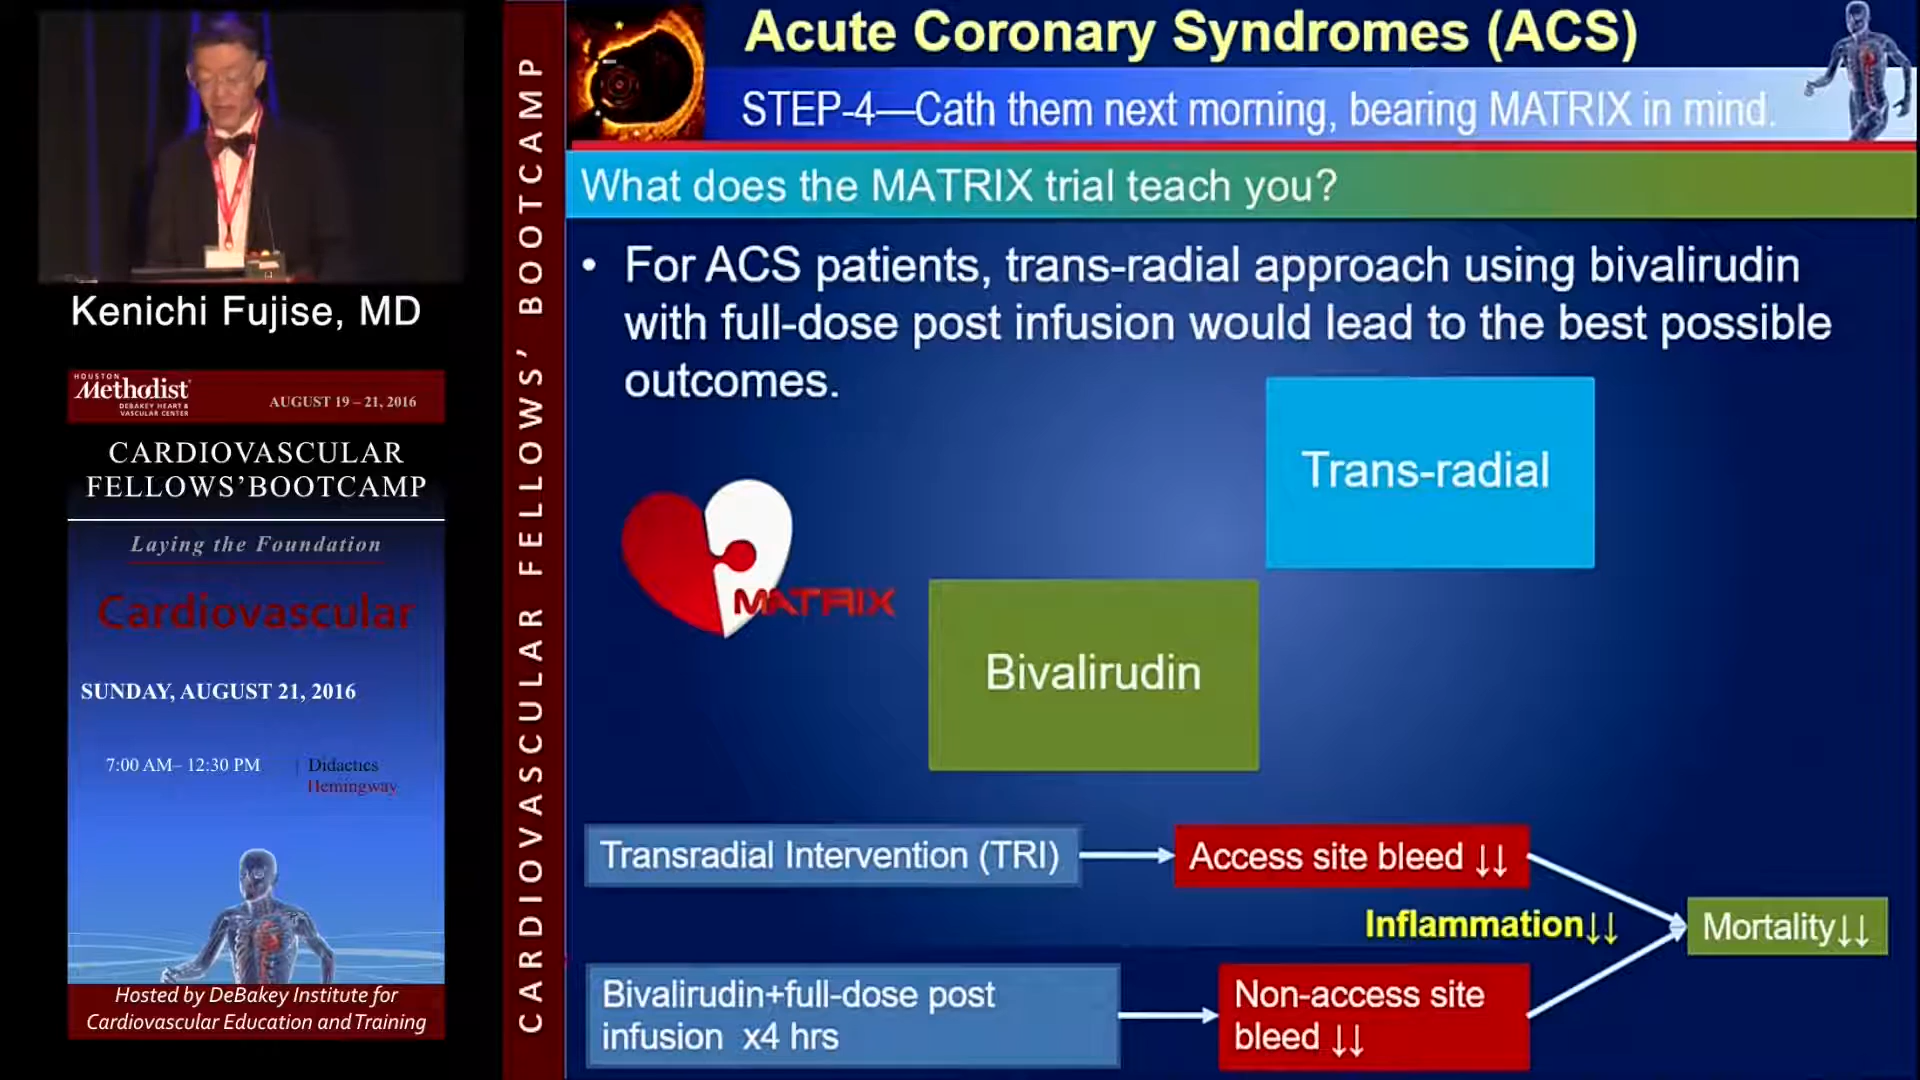 Kenichi Fujise, MD
HOUSTON
Methodist
DEBAKEY HEART &
VASCULAR CENTER
AUGUST 19 – 21, 2016
CARDIOVASCULAR
FELLOWS’BOOTCAMP
Laying the Foundation
Cardiovascular
SUNDAY, AUGUST 21, 2016
7:00 AM– 12:30 PM | Didactics
Hemingway
Hosted by DeBakey Institute for
Cardiovascular Education and Training
CARDIOVASCULAR FELLOWS’ BOOTCAMP
Acute Coronary Syndromes (ACS)
STEP-4—Cath them next morning, bearing MATRIX in mind.
What does the MATRIX trial teach you?
• For ACS patients, trans-radial approach using bivalirudin
with full-dose post infusion would lead to the best possible
outcomes.
Trans-radial
MATRIX
Bivalirudin
Transradial Intervention (TRI)
Access site bleed ↓↓
Inflammation↓↓
Mortality↓↓
Bivalirudin+full-dose post
infusion x4 hrs
Non-access site
bleed ↓↓